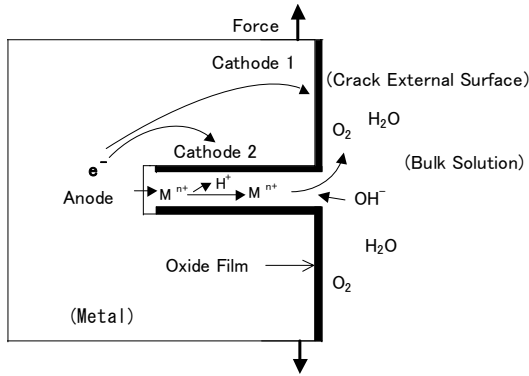 Force
Cathode 1
(Crack External Surface)
O₂
H₂O
Cathode 2
(Bulk Solution)
e⁻
Anode
Mⁿ⁺
H⁺
Mⁿ⁺
OH⁻
H₂O
Oxide Film
O₂
(Metal)